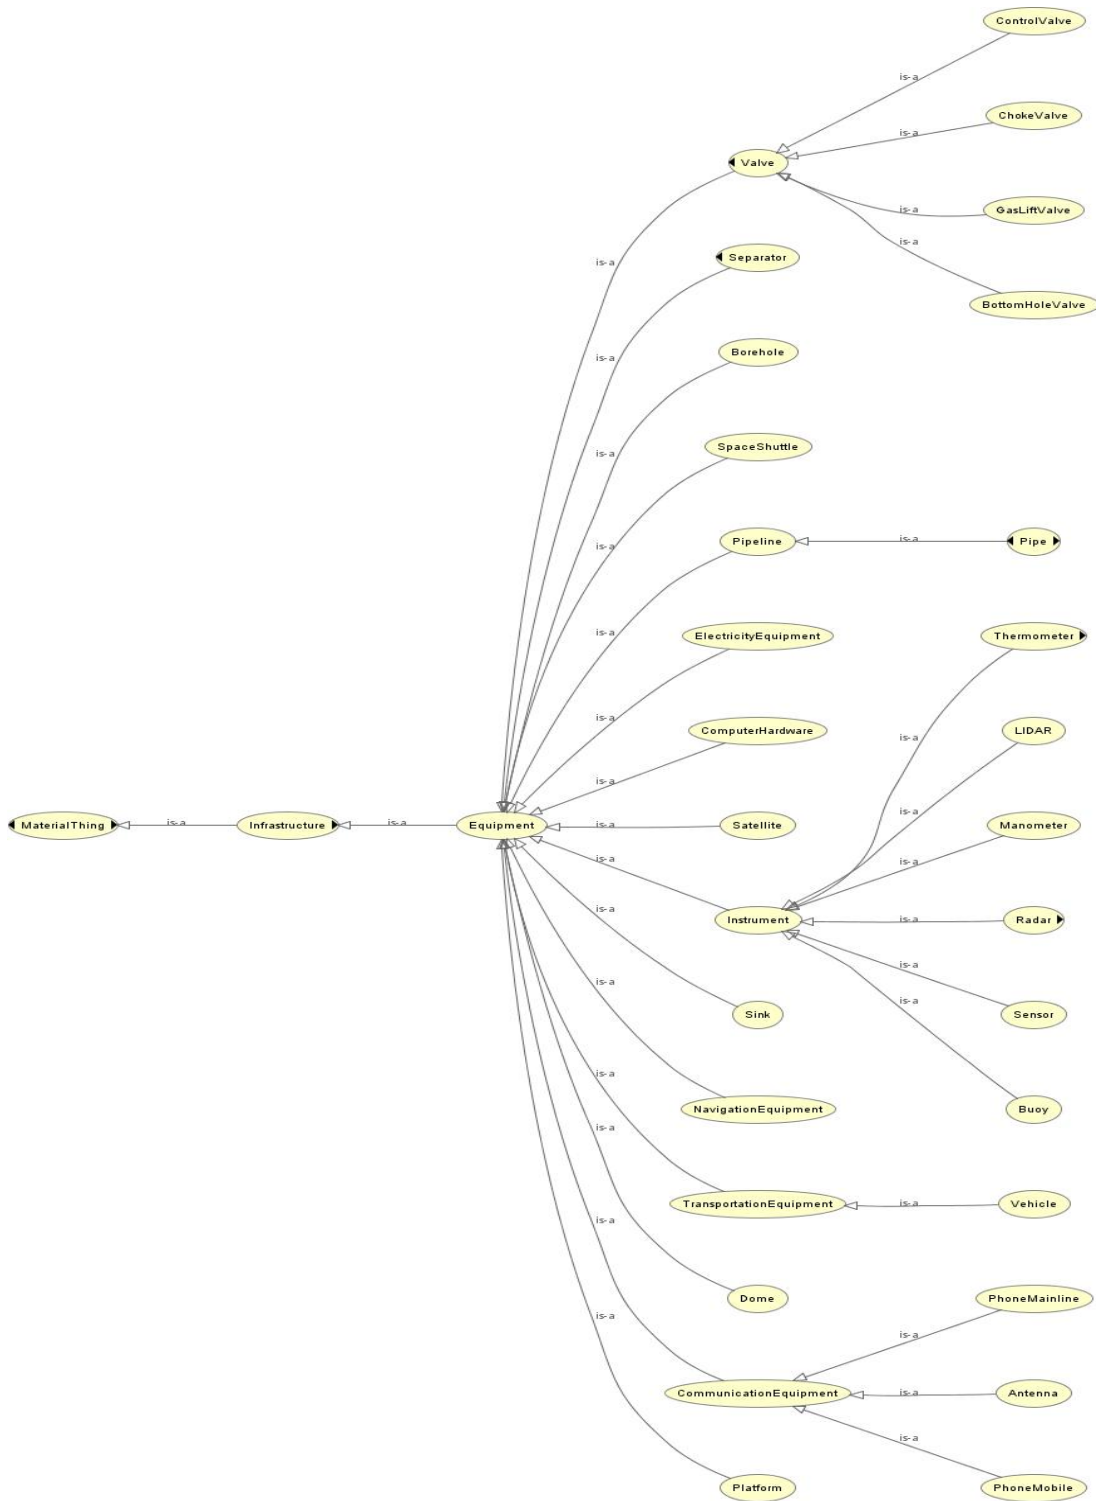 ControlValve
is-a
ChokeValve
is-a
Valve
GasLiftValve
is-a
is-a
Separator
is-a
BottomHoleValve
Borehole
is-a
SpaceShuttle
is-a
Pipeline
is-a
Pipe
is-a
ElectricityEquipment
Thermometer
is-a
is-a
ComputerHardware
LIDAR
is-a
is-a
is-a
MaterialThing
is-a
Infrastructure
is-a
Equipment
is-a
Satellite
Manometer
is-a
is-a
Instrument
is-a
Radar
is-a
is-a
Sink
Sensor
is-a
is-a
NavigationEquipment
Buoy
is-a
is-a
TransportationEquipment
is-a
Vehicle
is-a
Dome
PhoneMainline
is-a
is-a
CommunicationEquipment
is-a
Antenna
is-a
Platform
PhoneMobile